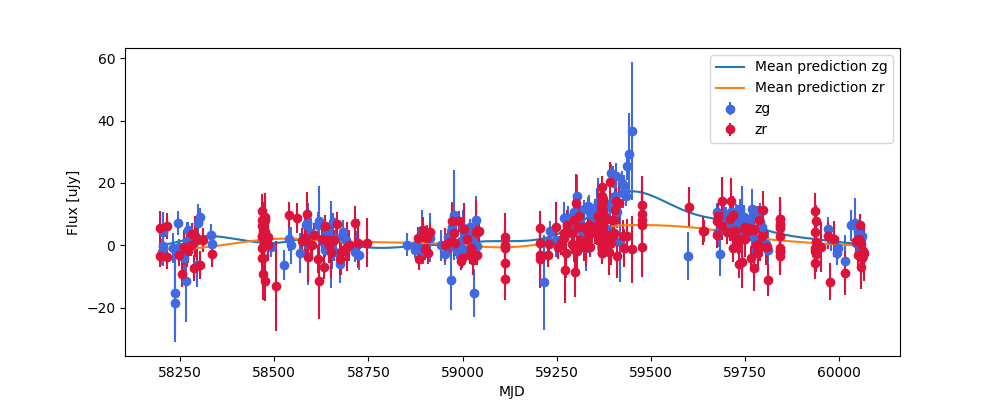 60
40
20
0
−20
Flux [uJy]
58250 58500 58750 59000 59250 59500 59750 60000
MJD
Mean prediction zg
Mean prediction zr
zg
zr